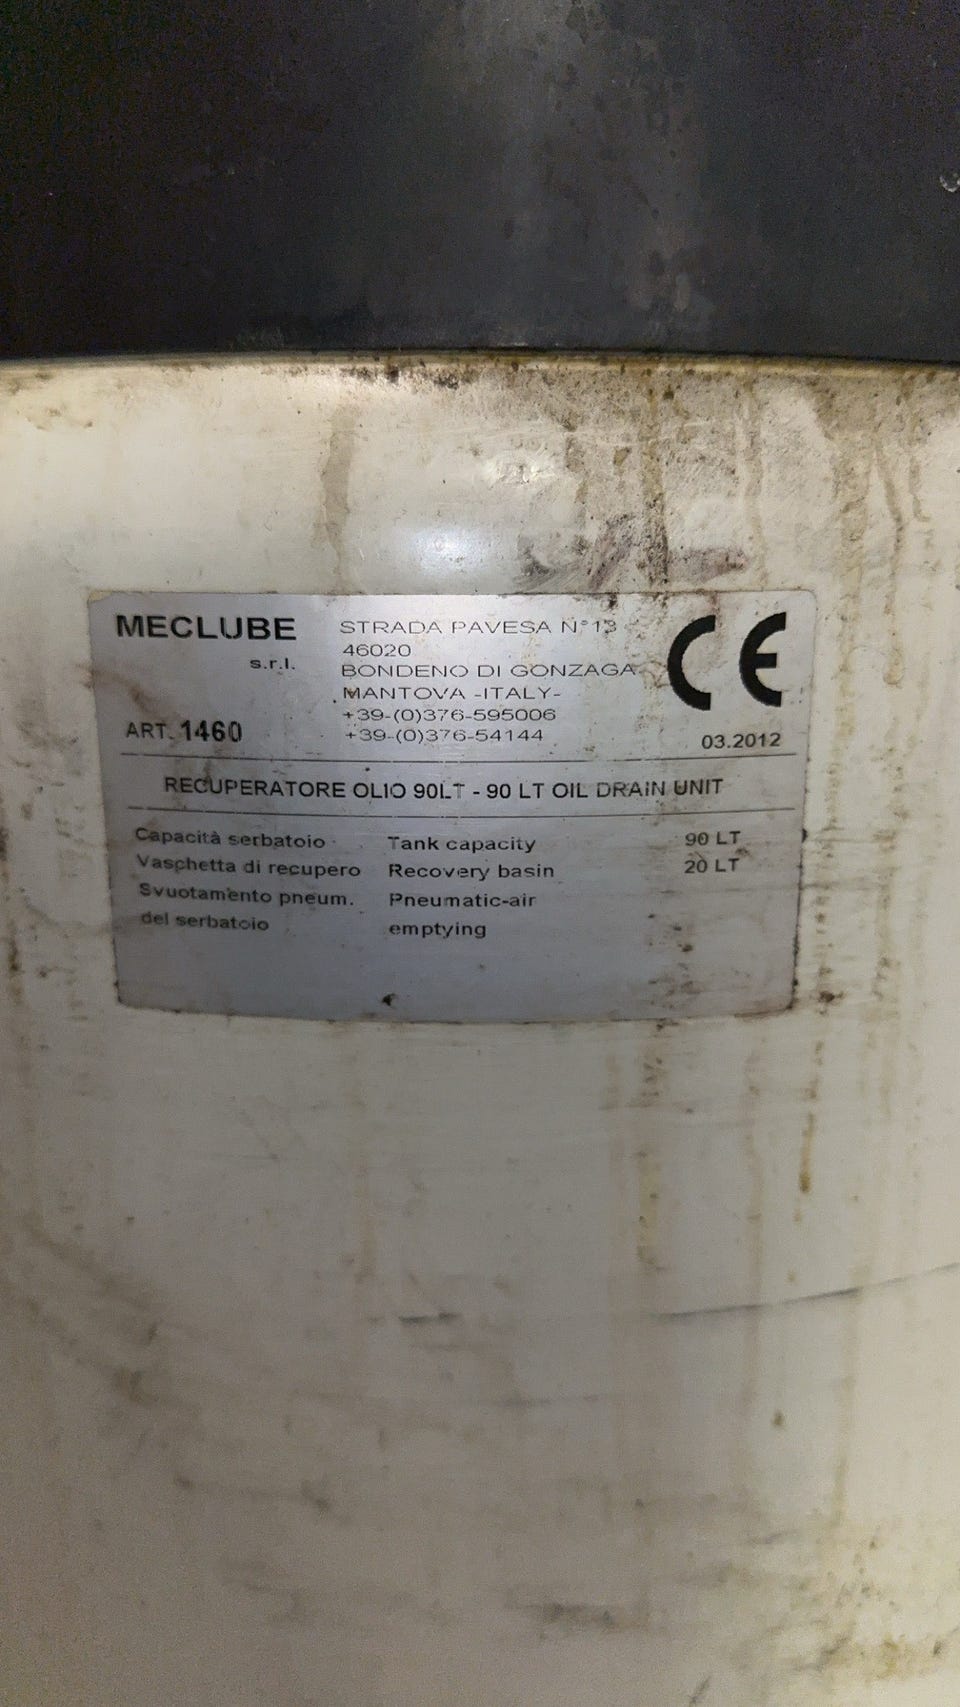 MECLUBE
s.r.l.
STRADA PAVESA N°13
46020
BONDENO DI GONZAGA
MANTOVA -ITALY-
+39-(0)376-595006
+39-(0)376-54144
CE
ART. 1460
03.2012
RECUPERATORE OLIO 90LT - 90 LT OIL DRAIN UNIT
Capacità serbatoio Tank capacity 90 LT
Vaschetta di recupero Recovery basin 20 LT
Svuotamento pneum. Pneumatic-air
del serbatoio emptying